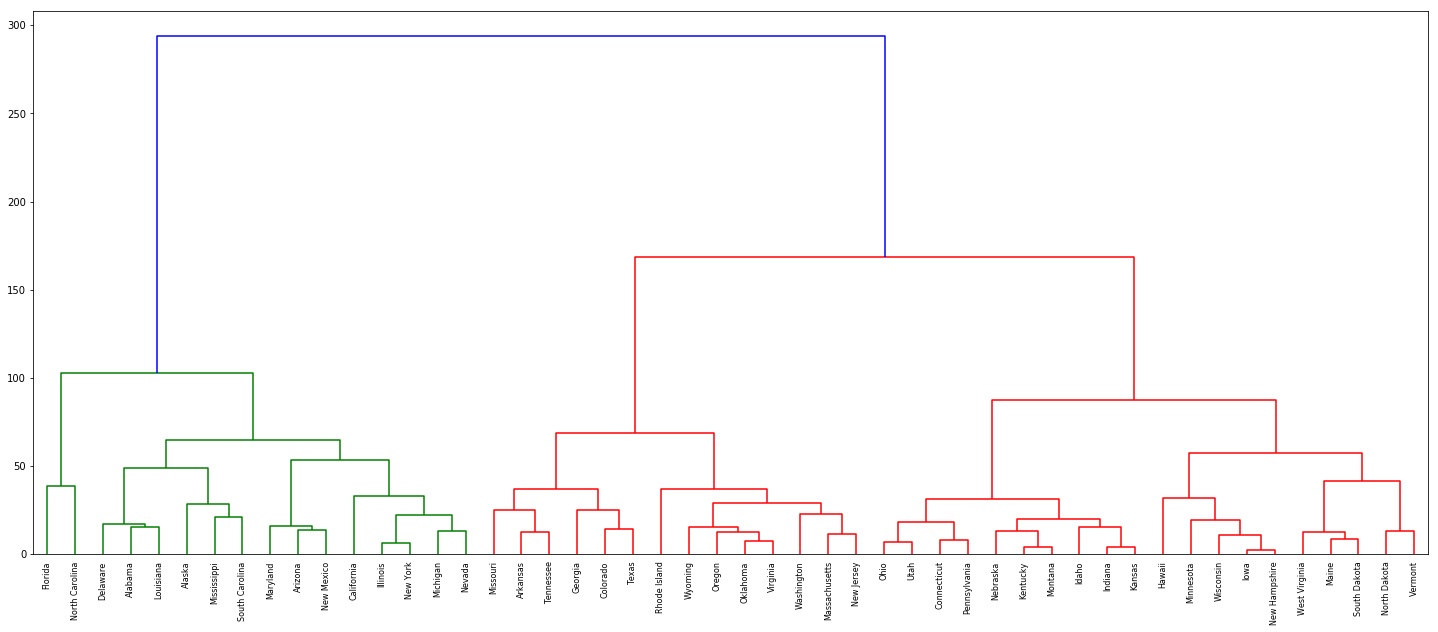 300
250
200
150
100
50
0
Florida
North Carolina
Delaware
Alabama
Louisiana
Alaska
Mississippi
South Carolina
Maryland
Arizona
New Mexico
California
Illinois
New York
Michigan
Nevada
Missouri
Arkansas
Tennessee
Georgia
Colorado
Texas
Rhode Island
Wyoming
Oregon
Oklahoma
Virginia
Washington
Massachusetts
New Jersey
Ohio
Utah
Connecticut
Pennsylvania
Nebraska
Kentucky
Montana
Idaho
Indiana
Kansas
Hawaii
Minnesota
Wisconsin
Iowa
New Hampshire
West Virginia
Maine
South Dakota
North Dakota
Vermont